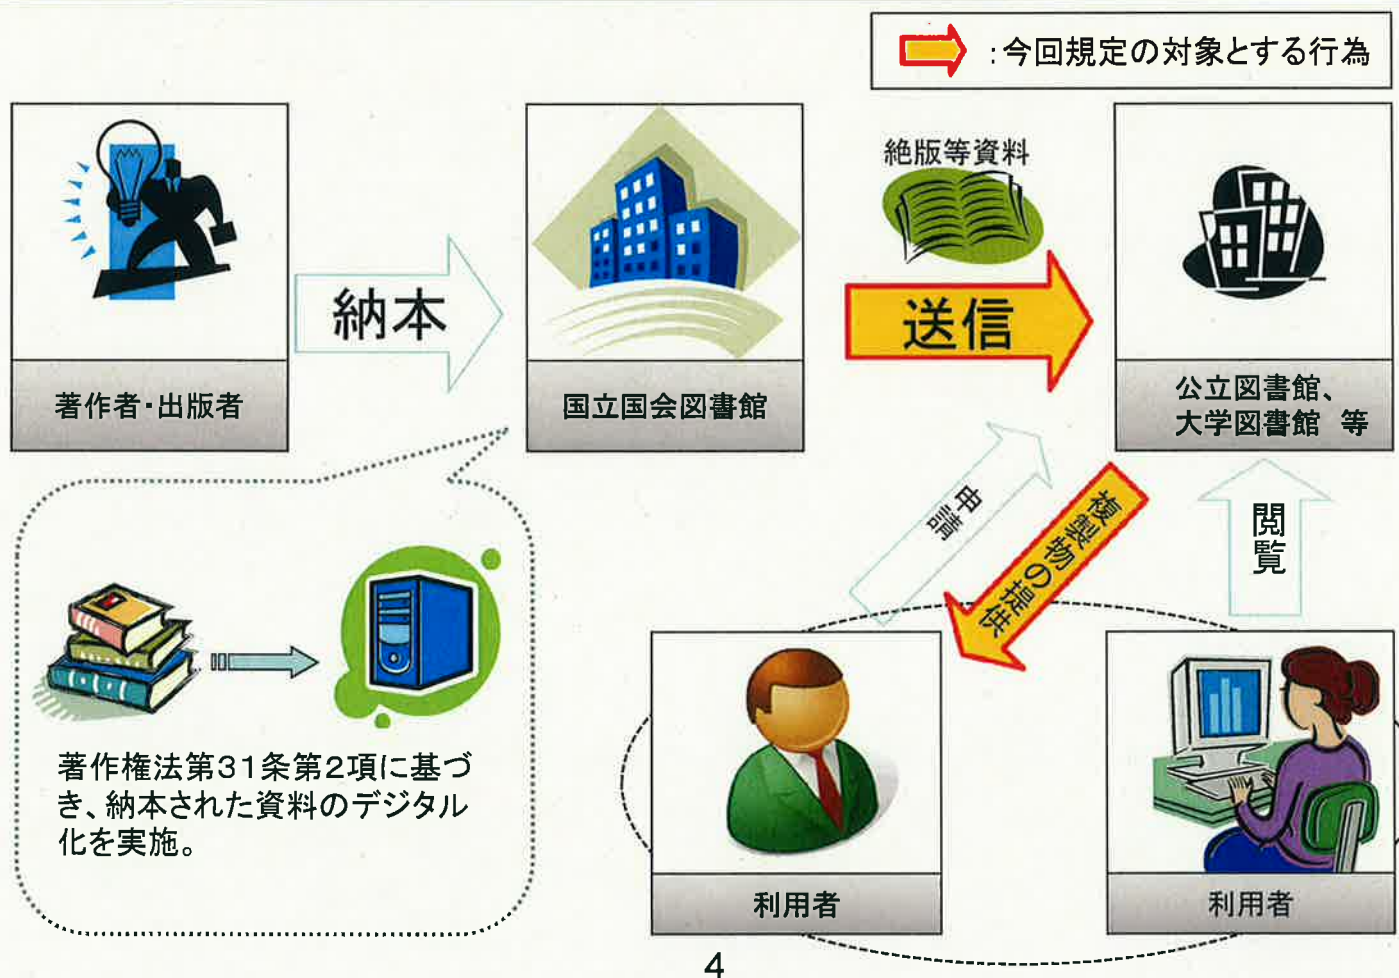 :今回規定の対象とする行為
絶版等資料
納本
送信
著作者・出版者
国立国会図書館
公立図書館、
大学図書館 等
申請
複製物の提供
閲覧
著作権法第31条第2項に基づ
き、納本された資料のデジタル
化を実施。
利用者
利用者
4